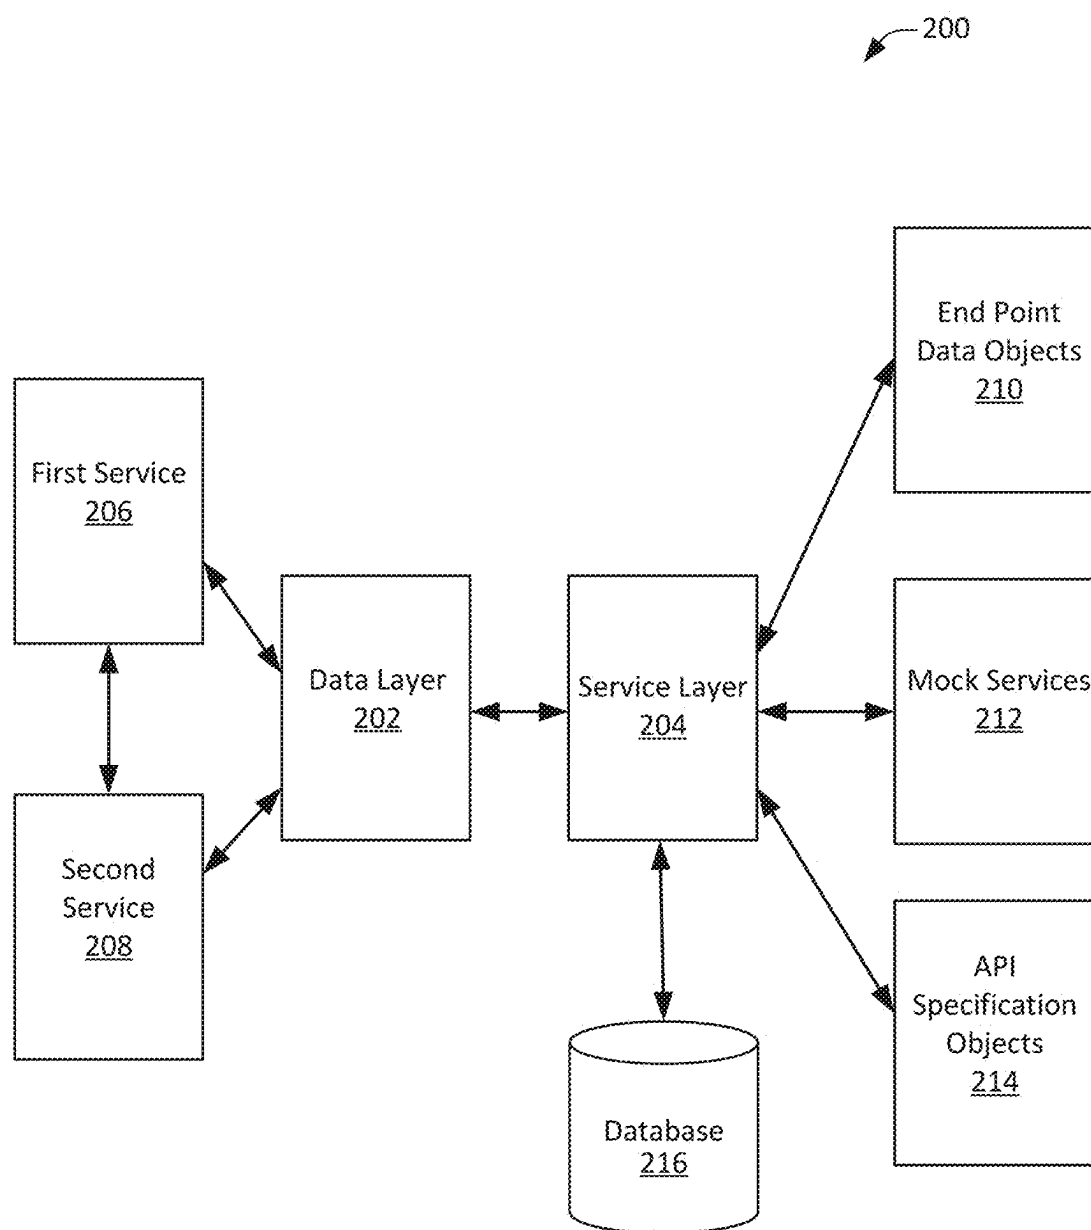 200
End Point
Data Objects
210
First Service
206
Data Layer
202
Service Layer
204
Mock Services
212
Second
Service
208
API
Specification
Objects
214
Database
216